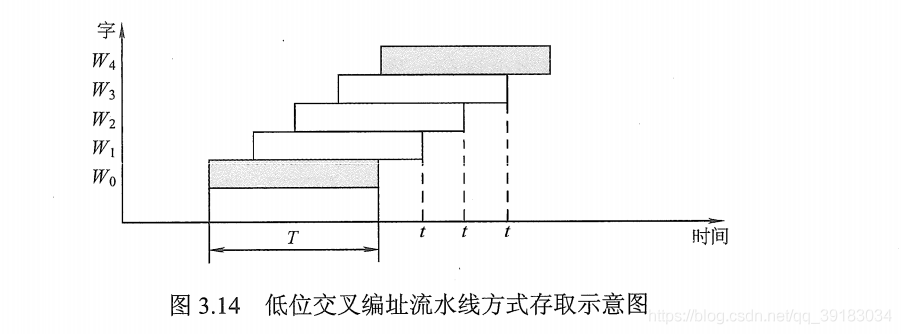 字
W4
W3
W2
W1
W0
T
t t t
时间
图 3.14 低位交叉编址流水线方式存取示意图
https://blog.csdn.net/qq_39183034